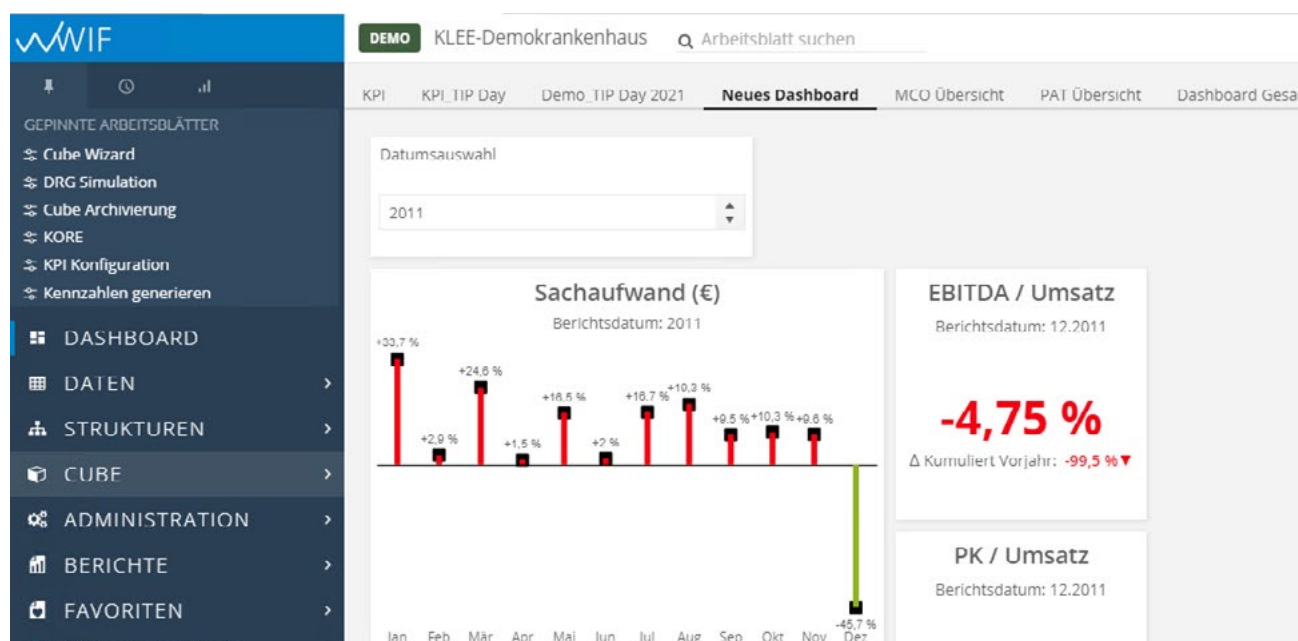 WIF
DEMO KLEE-Demokrankenhaus Arbeitsblatt suchen
KPI KPI_TIP Day Demo_TIP Day 2021 Neues Dashboard MCO Übersicht PAT Übersicht Dashboard Gesa
GEPINNTE ARBEITSBLÄTTER
Cube Wizard
DRG Simulation
Cube Archivierung
KORE
KPI Konfiguration
Kennzahlen generieren
DASHBOARD
DATEN
STRUKTUREN
CUBE
ADMINISTRATION
BERICHTE
FAVORITEN
Datumsauswahl
2011
Sachaufwand (€)
Berichtsdatum: 2011
+33,7 %
+2,9 %
+24,6 %
+1,5 %
+16,5 %
+2 %
+16,7 %
+10,3 %
+9,5 %
+10,3 %
+9,6 %
-45,7 %
Jan Feb Mär Apr Mai Jun Jul Aug Sep Okt Nov Dez
EBITDA / Umsatz
Berichtsdatum: 12.2011
-4,75 %
Δ Kumuliert Vorjahr: -99,5 % ▼
PK / Umsatz
Berichtsdatum: 12.2011